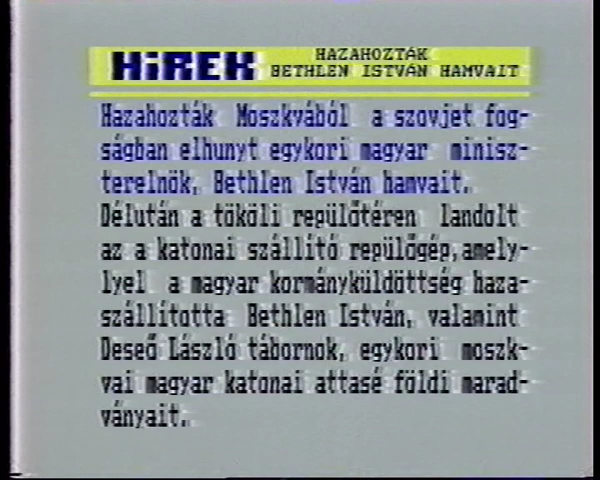 HíREK
HAZAHOZTÁK
BETHLEN ISTVÁN HAMVAIT
Hazahozták Moszkvából a szovjet fog-
ságban elhunyt egykori magyar minisz-
terelnök, Bethlen István hamvait.
Délután a tököli repülőtéren landolt
az a katonai szállító repülőgép,amely-
lyel a magyar kormányküldöttség haza-
szállította Bethlen István, valamint
Deseő László tábornok, egykori moszk-
vai magyar katonai attasé földi marad-
ványait.